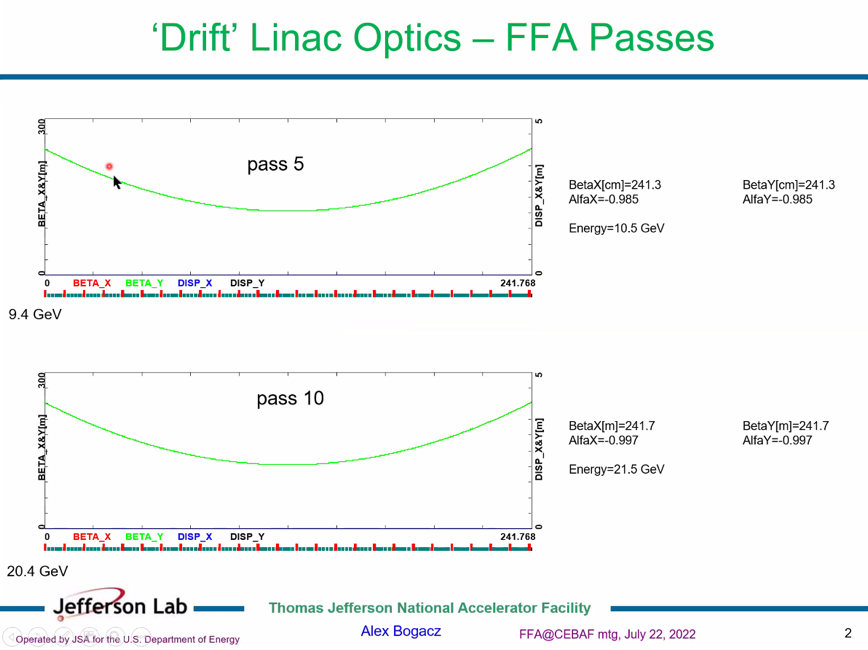 ‘Drift’ Linac Optics – FFA Passes
300
5
pass 5
BETA_X&Y[m]
DISP_X&Y[m]
BetaX[cm]=241.3
BetaY[cm]=241.3
AlfaX=-0.985
AlfaY=-0.985
Energy=10.5 GeV
0
0
0 BETA_X BETA_Y DISP_X DISP_Y 241.768
9.4 GeV
300
5
pass 10
BETA_X&Y[m]
DISP_X&Y[m]
BetaX[m]=241.7
BetaY[m]=241.7
AlfaX=-0.997
AlfaY=-0.997
Energy=21.5 GeV
0
0
0 BETA_X BETA_Y DISP_X DISP_Y 241.768
20.4 GeV
Jefferson Lab
Thomas Jefferson National Accelerator Facility
Operated by JSA for the U.S. Department of Energy
Alex Bogacz
FFA@CEBAF mtg, July 22, 2022
2